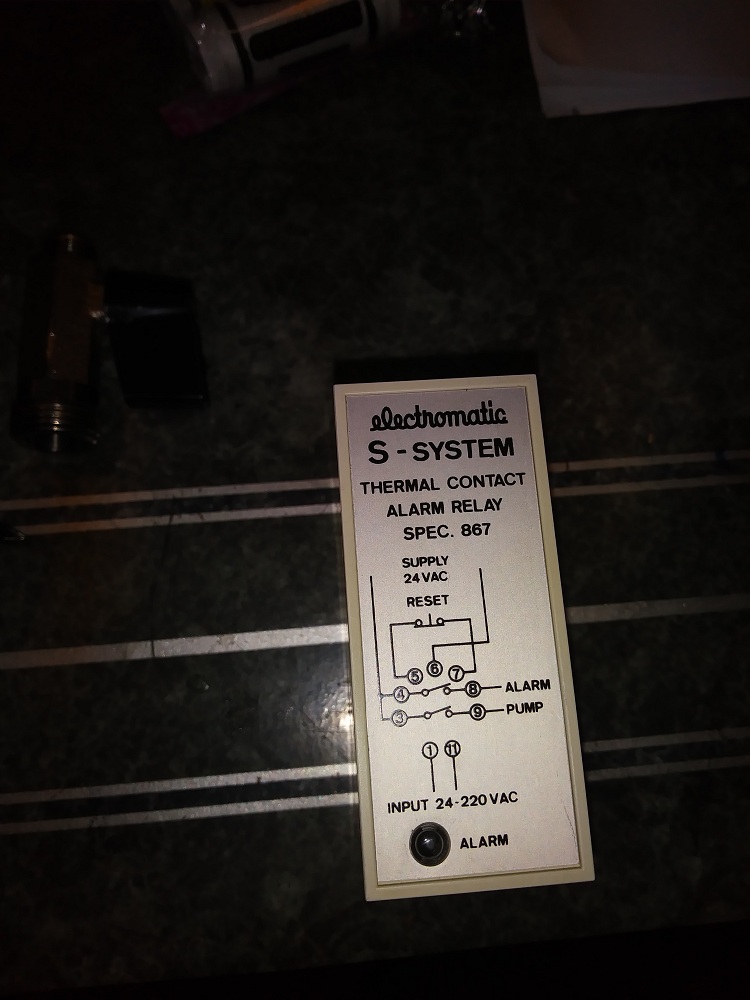 electromatic
S - SYSTEM
THERMAL CONTACT
ALARM RELAY
SPEC. 867
SUPPLY
24 VAC
RESET
5 6 7
4 8 ALARM
3 9 PUMP
1 11
INPUT 24-220 VAC
ALARM